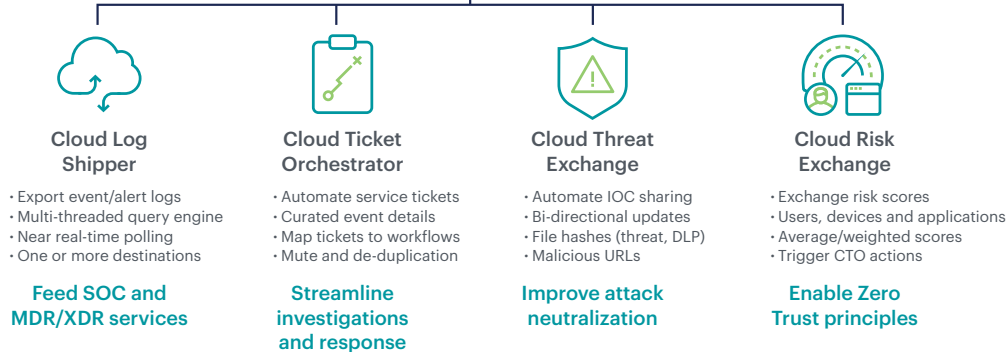 Cloud Log
Shipper
· Export event/alert logs
· Multi-threaded query engine
· Near real-time polling
· One or more destinations
Feed SOC and
MDR/XDR services
Cloud Ticket
Orchestrator
· Automate service tickets
· Curated event details
· Map tickets to workflows
· Mute and de-duplication
Streamline
investigations
and response
Cloud Threat
Exchange
· Automate IOC sharing
· Bi-directional updates
· File hashes (threat, DLP)
· Malicious URLs
Improve attack
neutralization
Cloud Risk
Exchange
· Exchange risk scores
· Users, devices and applications
· Average/weighted scores
· Trigger CTO actions
Enable Zero
Trust principles